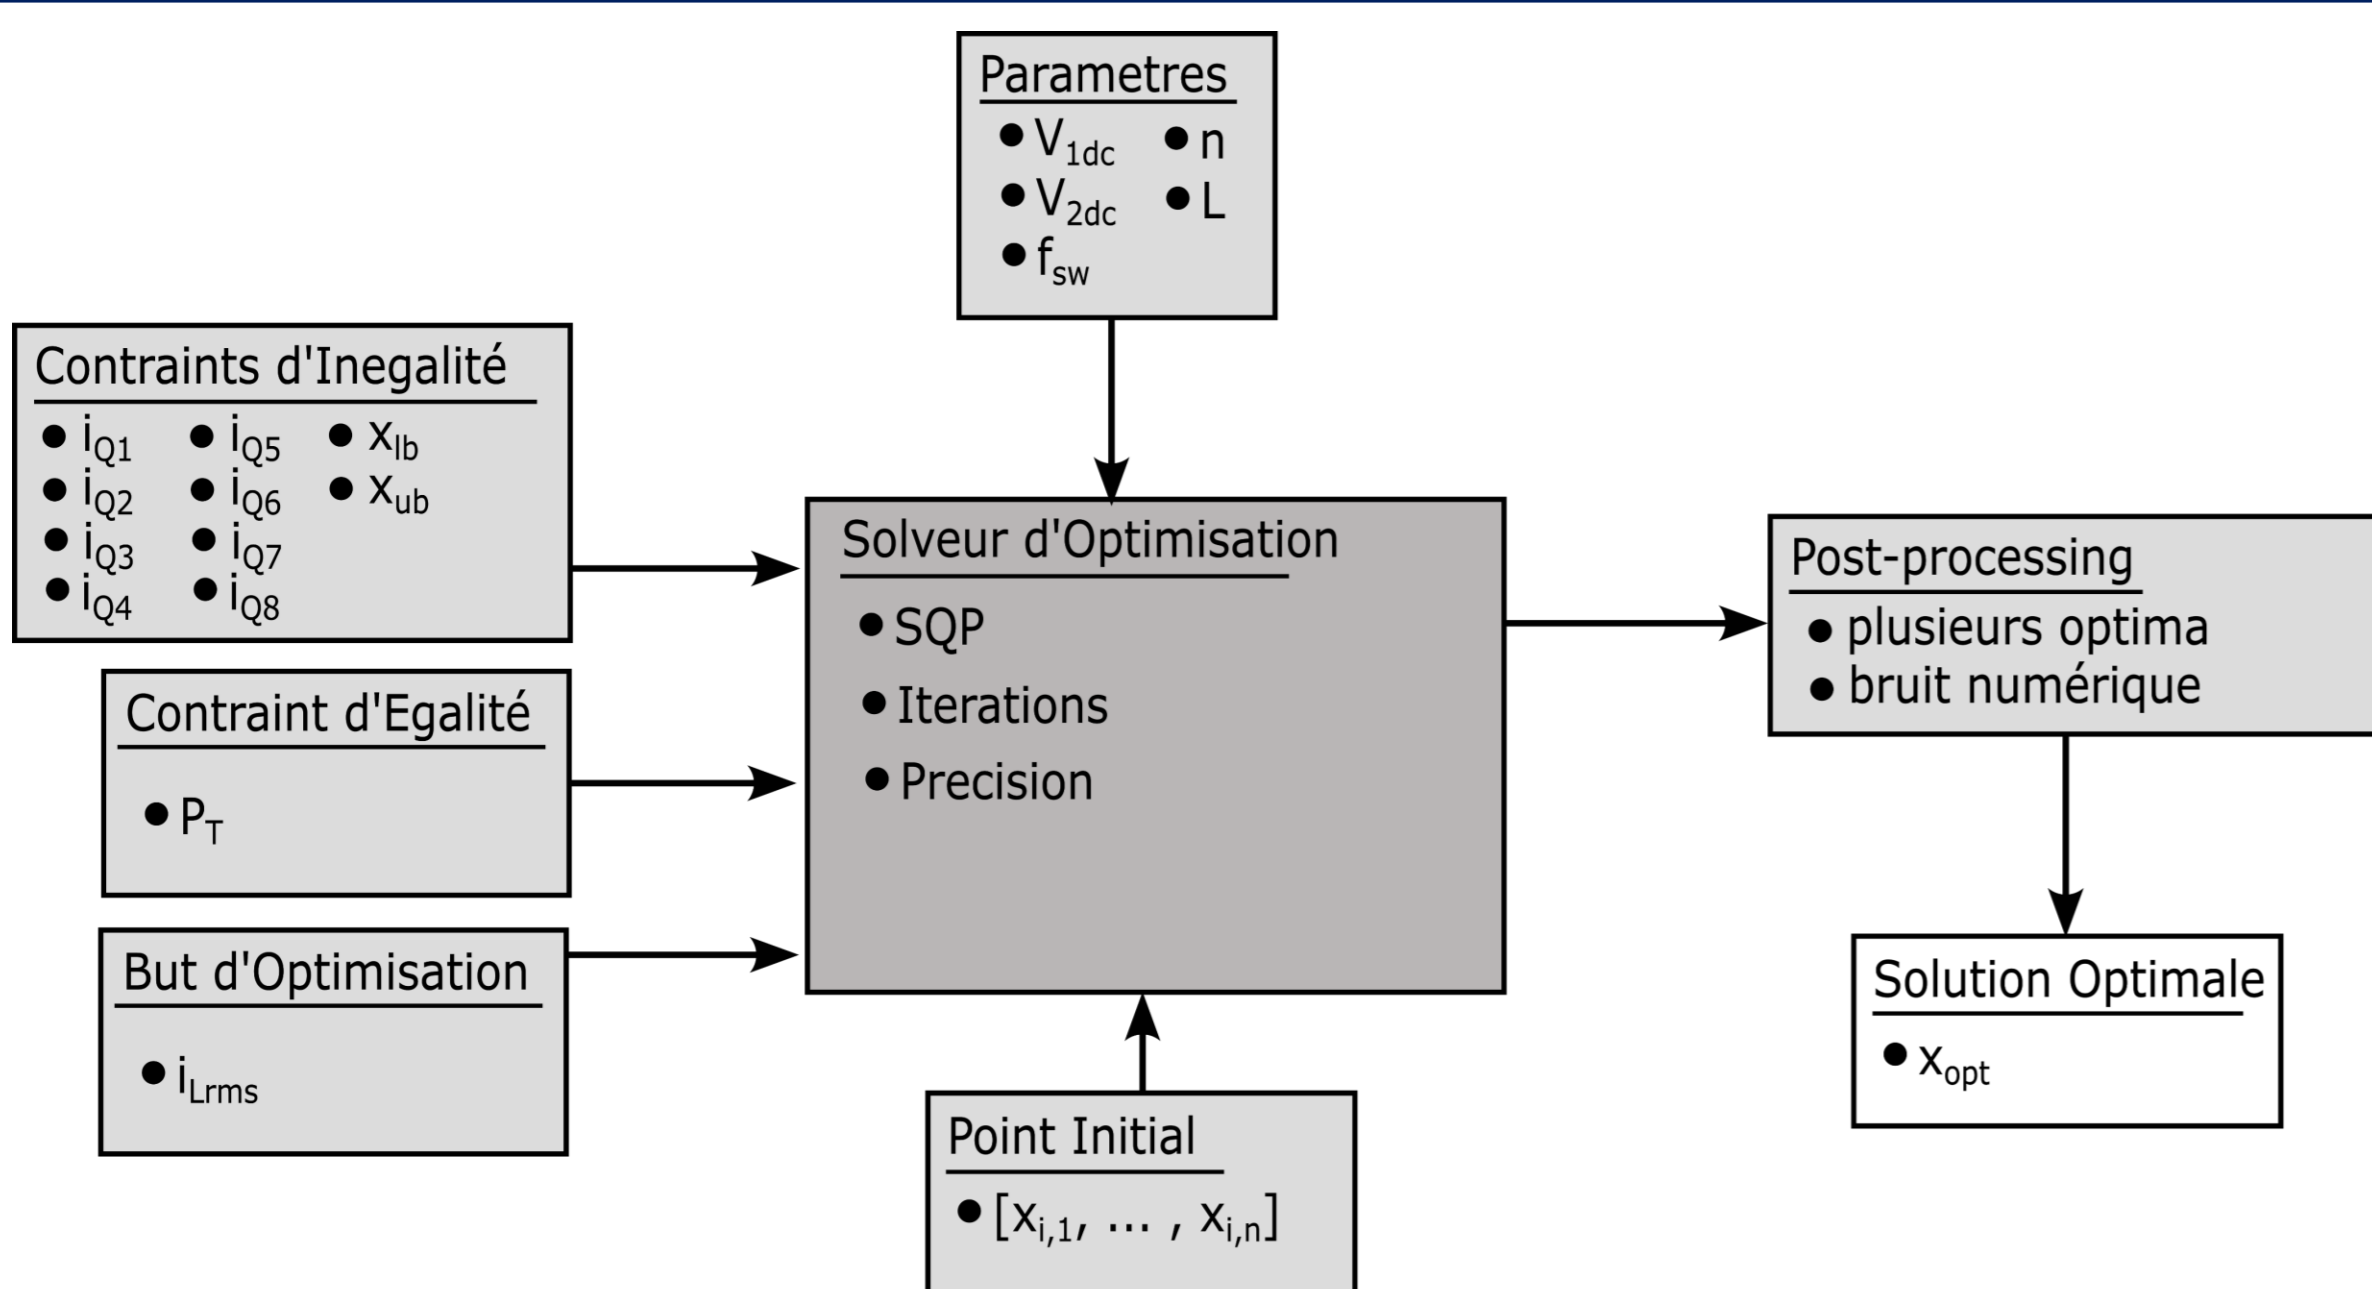 Parametres
● V1dc ● n
● V2dc ● L
● fsw
Contraints d'Inegalité
● iQ1 ● iQ5 ● xlb
● iQ2 ● iQ6 ● xub
● iQ3 ● iQ7
● iQ4 ● iQ8
Contraint d'Egalité
● PT
But d'Optimisation
● iLrms
Solveur d'Optimisation
● SQP
● Iterations
● Precision
Point Initial
● [xi,1, ... , xi,n]
Post-processing
● plusieurs optima
● bruit numérique
Solution Optimale
● xopt